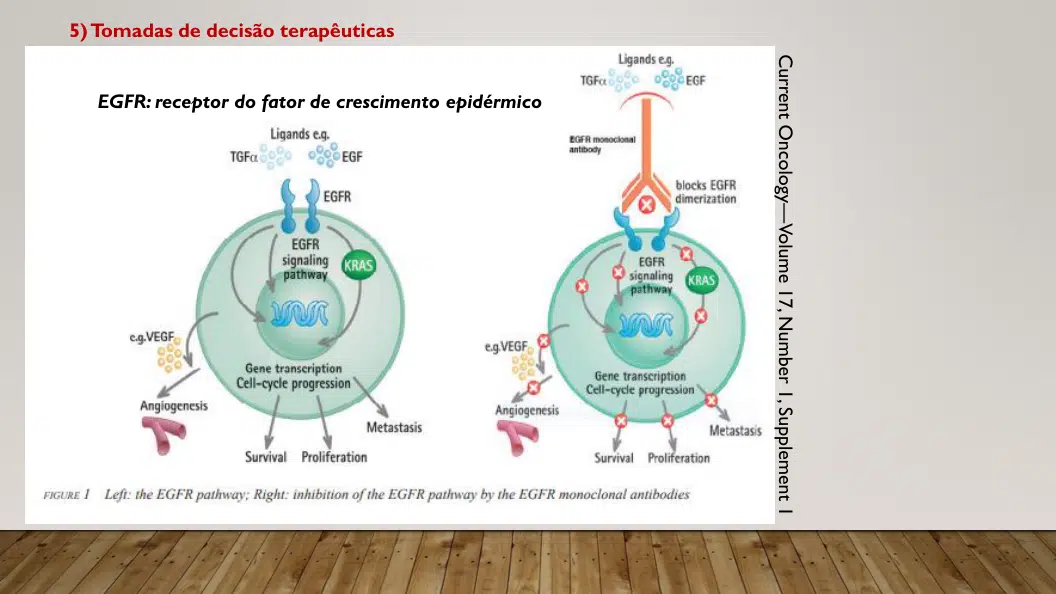 5) Tomadas de decisão terapêuticas
EGFR: receptor do fator de crescimento epidérmico
Ligands e.g.
TGFα EGF
EGFR
EGFR
signaling
pathway
KRAS
e.g.VEGF
Gene transcription
Cell-cycle progression
Angiogenesis
Metastasis
Survival Proliferation
Ligands e.g.
TGFα EGF
EGFR monoclonal
antibody
blocks EGFR
dimerization
EGFR
signaling
pathway
KRAS
e.g.VEGF
Gene transcription
Cell-cycle progression
Angiogenesis
Metastasis
Survival Proliferation
FIGURE 1 Left: the EGFR pathway; Right: inhibition of the EGFR pathway by the EGFR monoclonal antibodies
Current Oncology—Volume 17, Number 1, Supplement 1